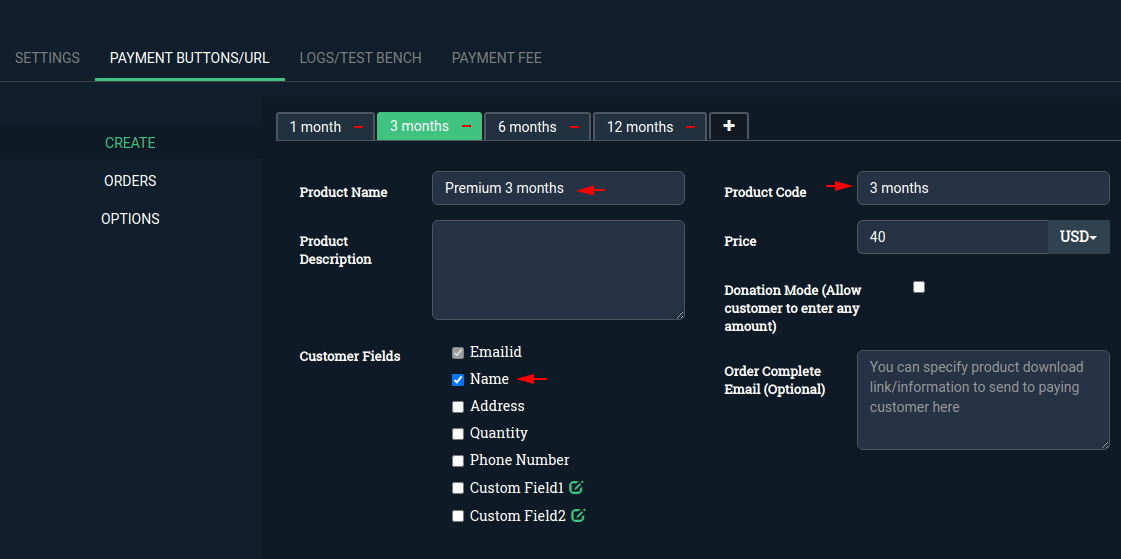 SETTINGS PAYMENT BUTTONS/URL LOGS/TEST BENCH PAYMENT FEE
CREATE
ORDERS
OPTIONS
1 month 3 months 6 months 12 months
Product Name Premium 3 months
Product
Description
Customer Fields
Emailid
Name
Address
Quantity
Phone Number
Custom Field1
Custom Field2
Product Code 3 months
Price 40 USD
Donation Mode (Allow
customer to enter any
amount)
Order Complete
Email (Optional)
You can specify product download
link/information to send to paying
customer here